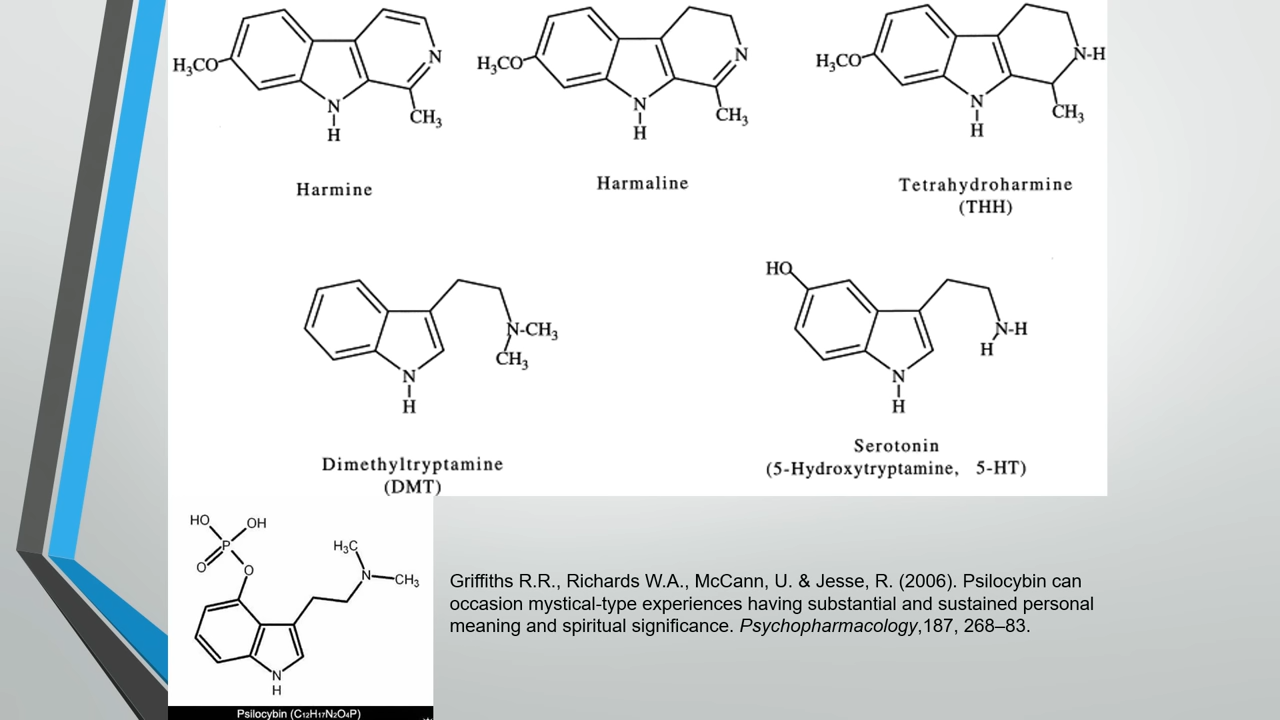 H₃CO
N
N
H
CH₃
Harmine
H₃CO
N
N
H
CH₃
Harmaline
H₃CO
N-H
N
H
CH₃
Tetrahydroharmine
(THH)
N-CH₃
CH₃
N
H
Dimethyltryptamine
(DMT)
HO
N-H
H
N
H
Serotonin
(5-Hydroxytryptamine, 5-HT)
HO
OH
P
O
O
H₃C
N
CH₃
N
H
Psilocybin (C₁₂H₁₇N₂O₄P)
Griffiths R.R., Richards W.A., McCann, U. & Jesse, R. (2006). Psilocybin can
occasion mystical-type experiences having substantial and sustained personal
meaning and spiritual significance. Psychopharmacology,187, 268–83.